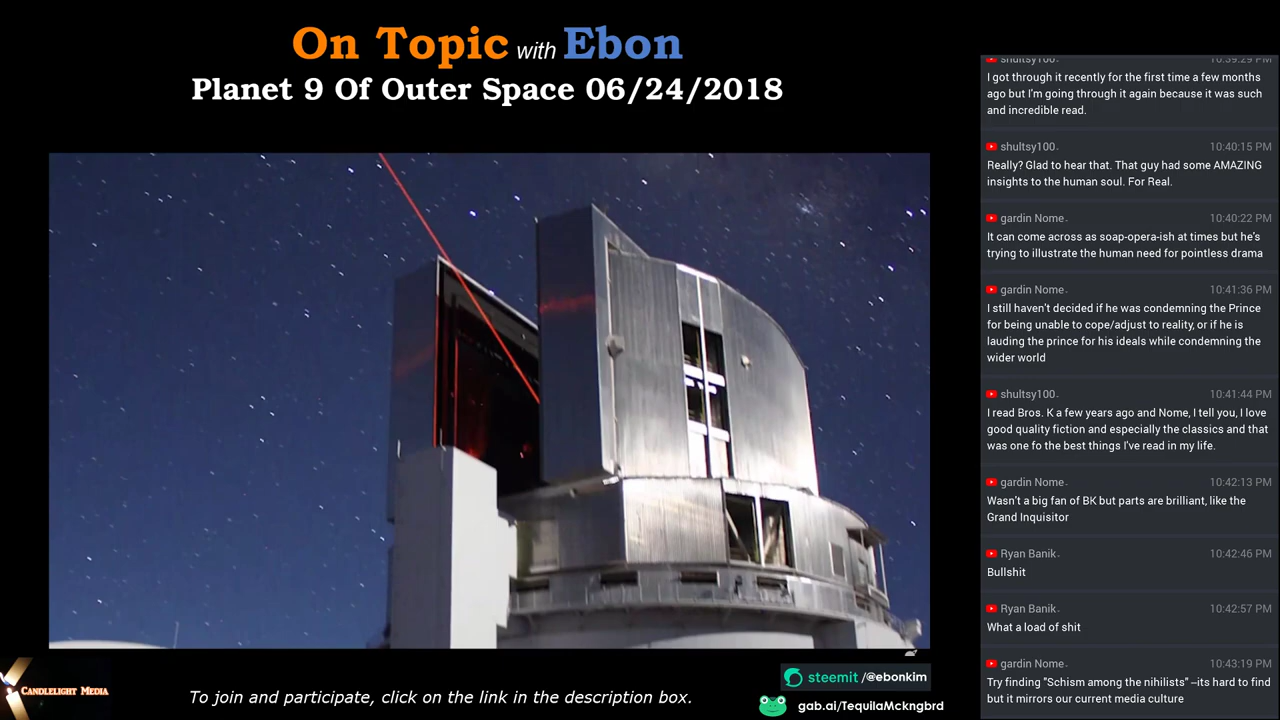 On Topic with Ebon
Planet 9 Of Outer Space 06/24/2018
shultsy100. 10:39:29 PM
I got through it recently for the first time a few months
ago but I'm going through it again because it was such
and incredible read.
shultsy100. 10:40:15 PM
Really? Glad to hear that. That guy had some AMAZING
insights to the human soul. For Real.
gardin Nome. 10:40:22 PM
It can come across as soap-opera-ish at times but he's
trying to illustrate the human need for pointless drama
gardin Nome. 10:41:36 PM
I still haven't decided if he was condemning the Prince
for being unable to cope/adjust to reality, or if he is
lauding the prince for his ideals while condemning the
wider world
shultsy100. 10:41:44 PM
I read Bros. K a few years ago and Nome, I tell you, I love
good quality fiction and especially the classics and that
was one fo the best things I've read in my life.
gardin Nome. 10:42:13 PM
Wasn't a big fan of BK but parts are brilliant, like the
Grand Inquisitor
Ryan Banik. 10:42:46 PM
Bullshit
Ryan Banik. 10:42:57 PM
What a load of shit
gardin Nome. 10:43:19 PM
Try finding "Schism among the nihilists" --its hard to find
but it mirrors our current media culture
CANDLELIGHT MEDIA
To join and participate, click on the link in the description box.
steemit /@ebonkim
gab.ai/TequilaMckngbrd